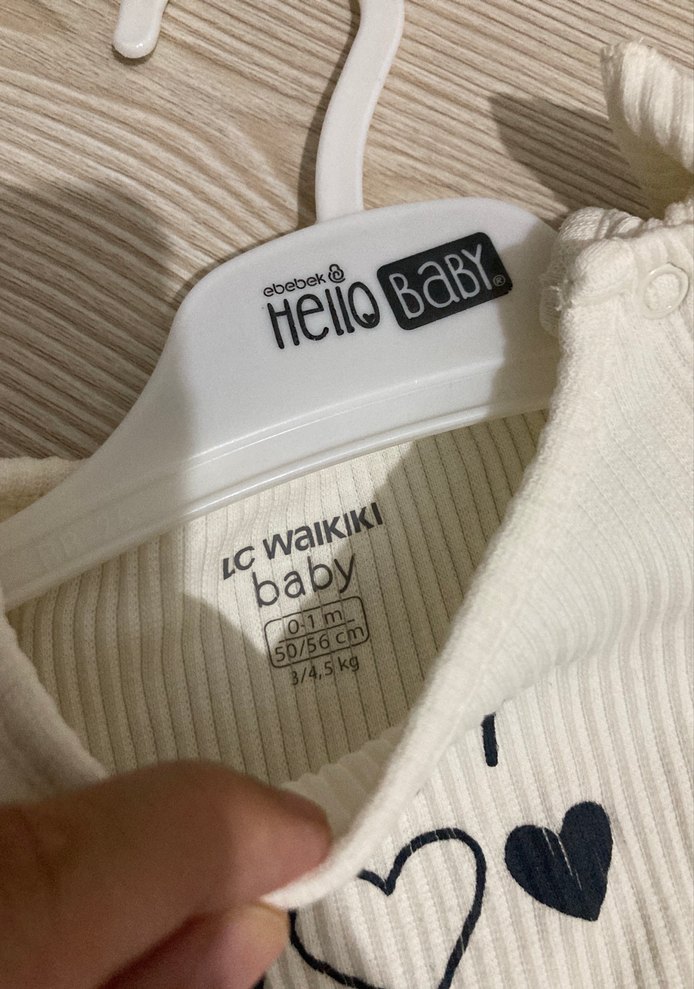 ebebek
Hello BABY®
LC WAIKIKI
baby
0-1 m
50/56 cm
3/4,5 kg